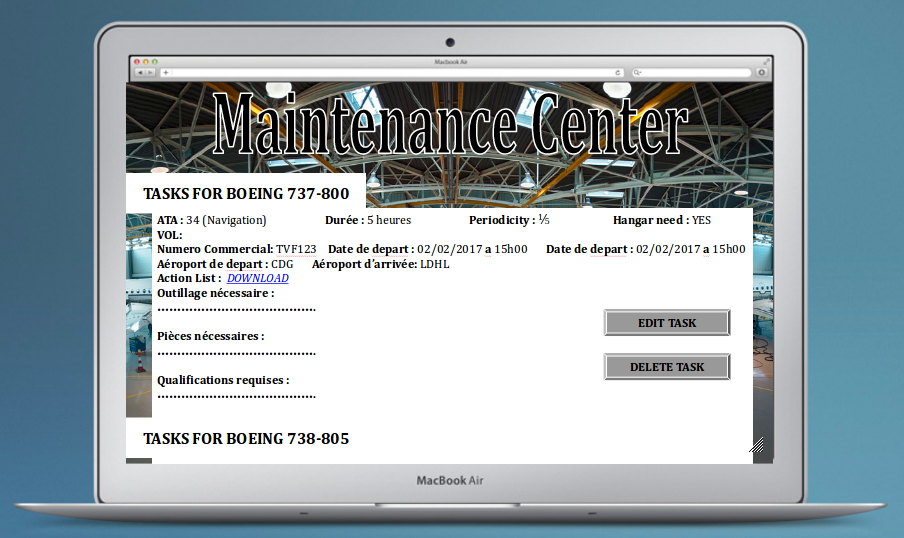 Macbook Air
Maintenance Center
TASKS FOR BOEING 737-800
ATA : 34 (Navigation) Durée : 5 heures Periodicity : ⅕ Hangar need : YES
VOL:
Numero Commercial: TVF123 Date de depart : 02/02/2017 a 15h00 Date de depart : 02/02/2017 a 15h00
Aéroport de depart : CDG Aéroport d'arrivée: LDHL
Action List : DOWNLOAD
Outillage nécessaire :
........................................
Pièces nécessaires :
........................................
Qualifications requises :
........................................
EDIT TASK
DELETE TASK
TASKS FOR BOEING 738-805
MacBook Air